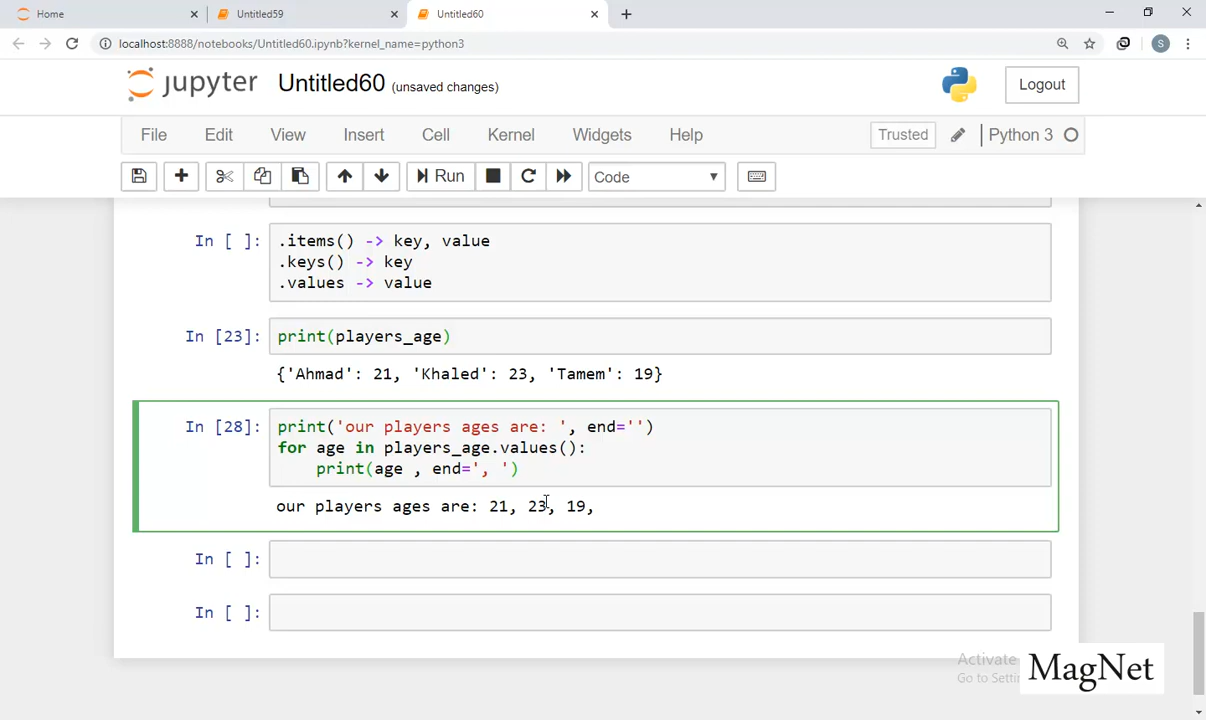 Home
Untitled59
Untitled60
localhost:8888/notebooks/Untitled60.ipynb?kernel_name=python3
S
jupyter Untitled60 (unsaved changes)
Logout
File Edit View Insert Cell Kernel Widgets Help
Trusted Python 3
Run
Code
In [ ]: .items() -> key, value
.keys() -> key
.values -> value
In [23]: print(players_age)
{'Ahmad': 21, 'Khaled': 23, 'Tamem': 19}
In [28]: print('our players ages are: ', end='')
for age in players_age.values():
    print(age , end=', ')
our players ages are: 21, 23, 19,
In [ ]:
In [ ]:
Activate
Go to
MagNet